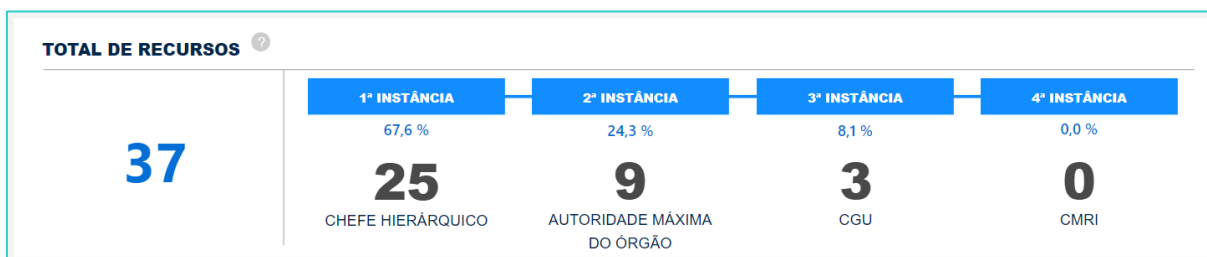 TOTAL DE RECURSOS ?
37
1ª INSTÂNCIA
67,6 %
25
CHEFE HIERÁRQUICO
2ª INSTÂNCIA
24,3 %
9
AUTORIDADE MÁXIMA
DO ÓRGÃO
3ª INSTÂNCIA
8,1 %
3
CGU
4ª INSTÂNCIA
0,0 %
0
CMRI